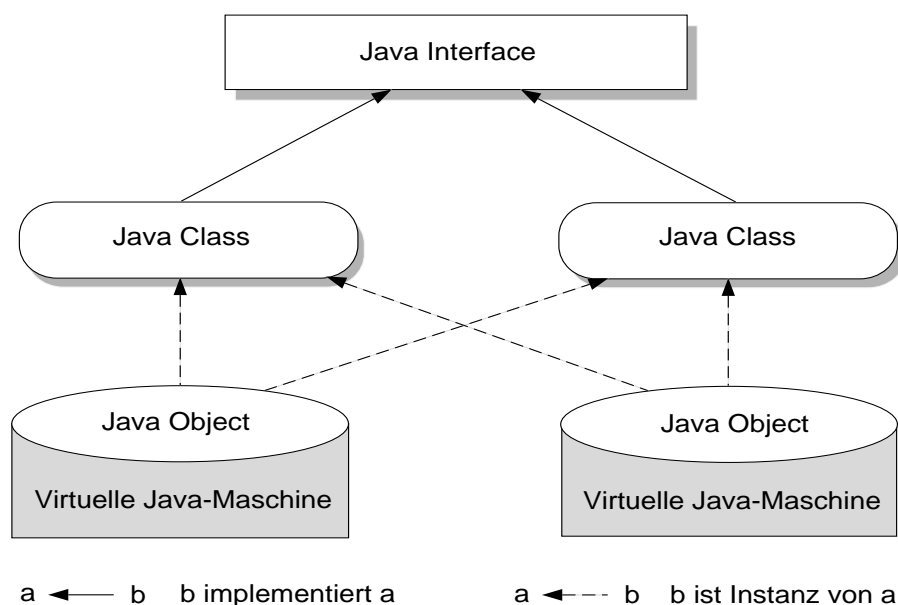 Java Interface
Java Class
Java Class
Java Object
Java Object
Virtuelle Java-Maschine
Virtuelle Java-Maschine
a b b implementiert a
a b b ist Instanz von a